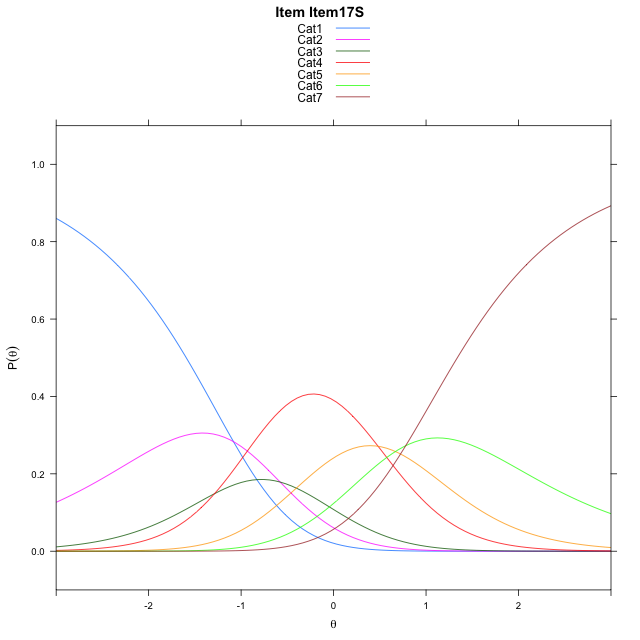 Item Item17S
Cat1
Cat2
Cat3
Cat4
Cat5
Cat6
Cat7
1.0
0.8
0.6
0.4
0.2
0.0
P(θ)
-2 -1 0 1 2
θ